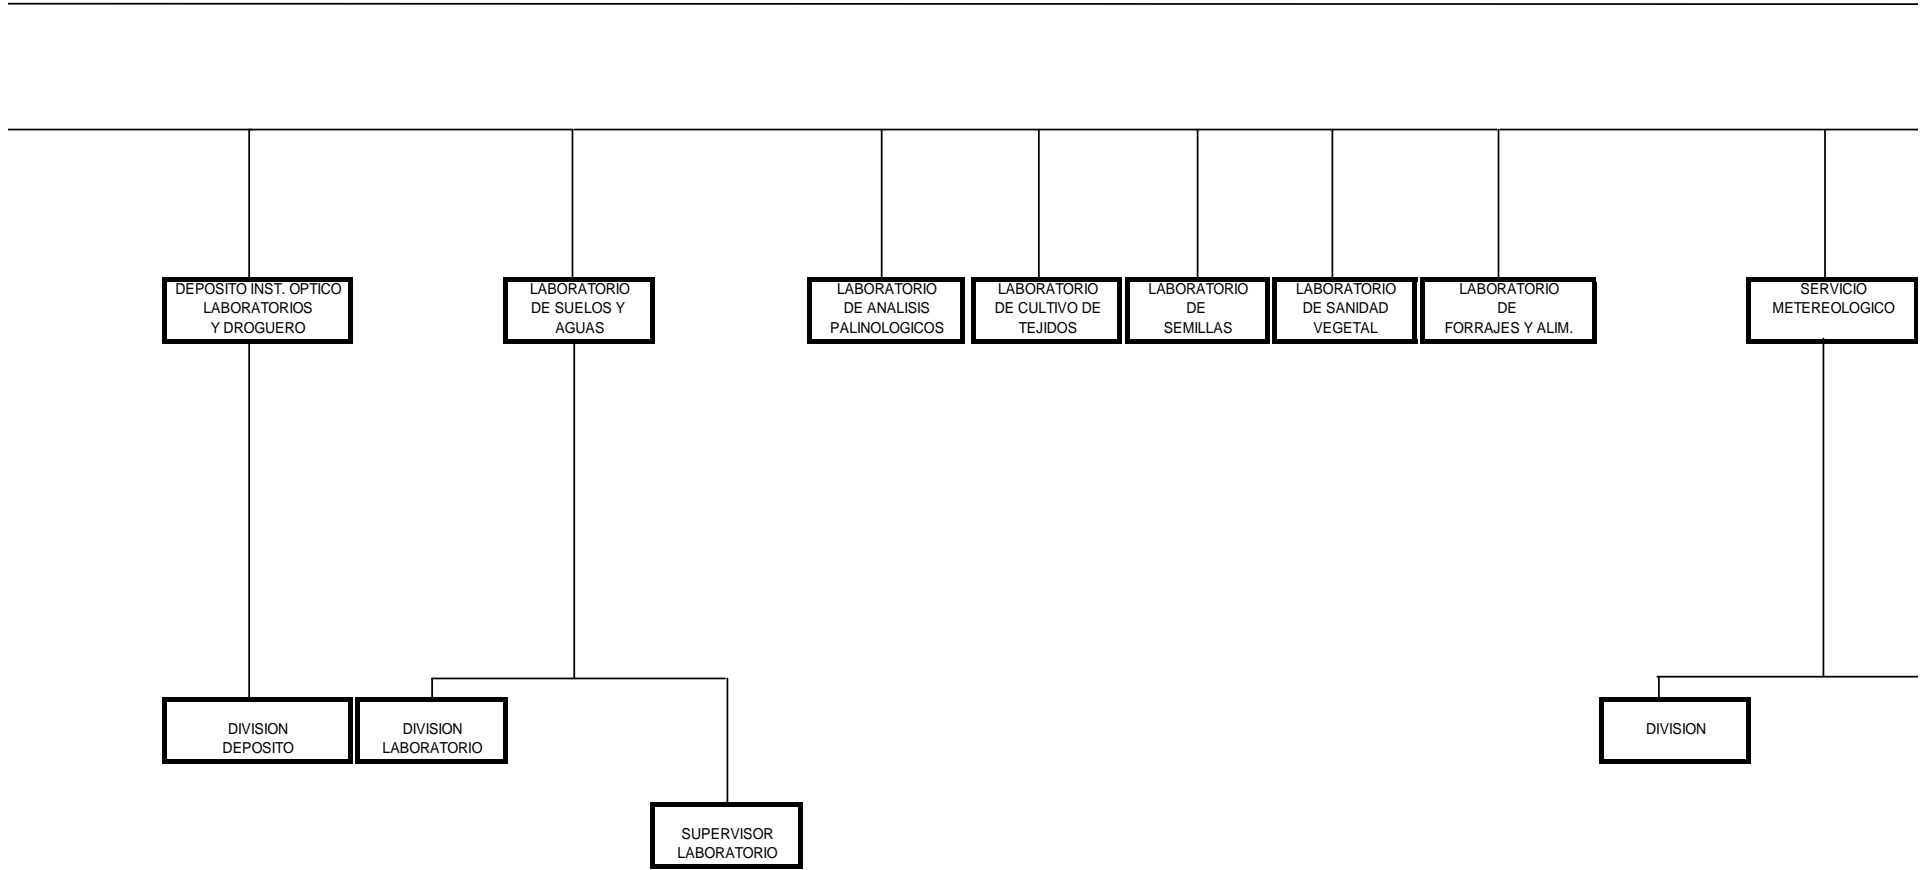 DEPOSITO INST. OPTICO
LABORATORIOS
Y DROGUERO
LABORATORIO
DE SUELOS Y
AGUAS
LABORATORIO
DE ANALISIS
PALINOLOGICOS
LABORATORIO
DE CULTIVO DE
TEJIDOS
LABORATORIO
DE
SEMILLAS
LABORATORIO
DE SANIDAD
VEGETAL
LABORATORIO
DE
FORRAJES Y ALIM.
SERVICIO
METEREOLOGICO
DIVISION
DEPOSITO
DIVISION
LABORATORIO
DIVISION
SUPERVISOR
LABORATORIO